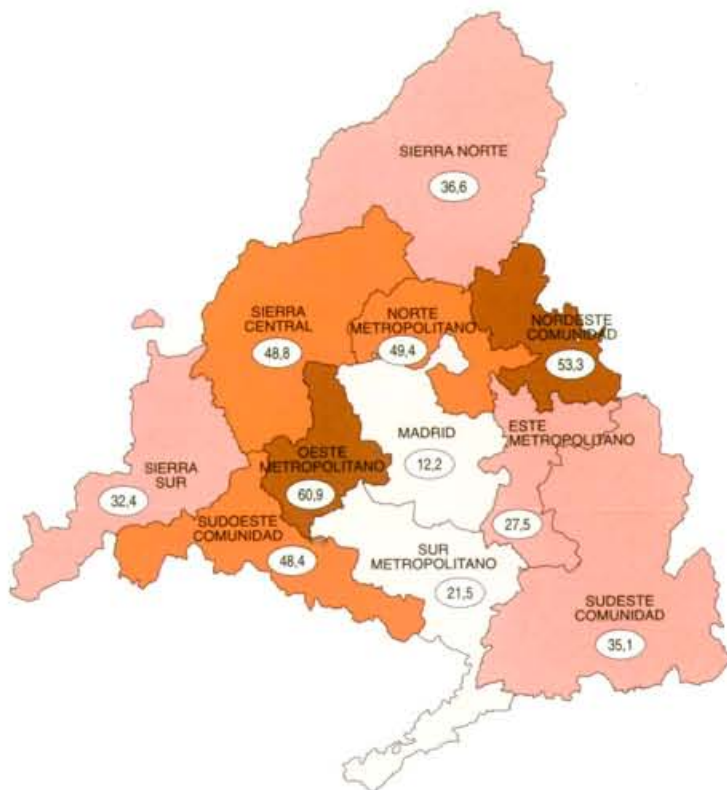 SIERRA NORTE
36,6
SIERRA
CENTRAL
48,8
NORTE
METROPOLITANO
49,4
NORDESTE
COMUNIDAD
53,3
MADRID
12,2
ESTE
METROPOLITANO
27,5
OESTE
METROPOLITANO
60,9
SIERRA
SUR
32,4
SUDOESTE
COMUNIDAD
48,4
SUR
METROPOLITANO
21,5
SUDESTE
COMUNIDAD
35,1